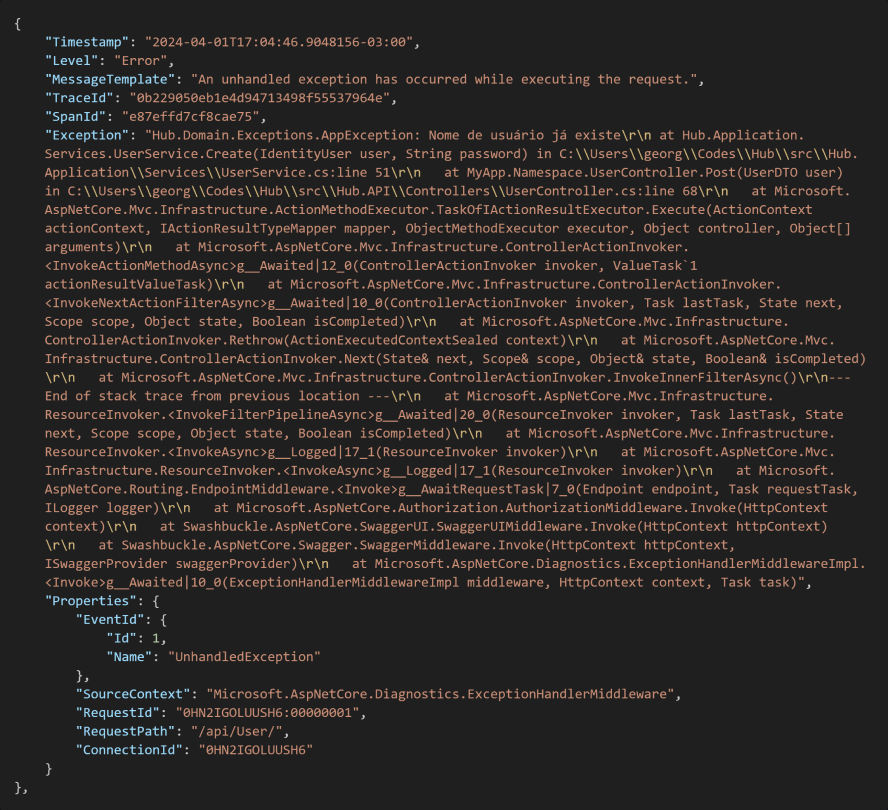 {
"Timestamp": "2024-04-01T17:04:46.9048156-03:00",
"Level": "Error",
"MessageTemplate": "An unhandled exception has occurred while executing the request.",
"TraceId": "0b229050eb1e4d94713498f55537964e",
"SpanId": "e87effd7cf8cae75",
"Exception": "Hub.Domain.Exceptions.AppException: Nome de usuário já existe\r\n at Hub.Application.
Services.UserService.Create(IdentityUser user, String password) in C:\\Users\\georg\\Codes\\Hub\\src\\Hub.
Application\\Services\\UserService.cs:line 51\r\n   at MyApp.Namespace.UserController.Post(UserDTO user)
in C:\\Users\\georg\\Codes\\Hub\\src\\Hub.API\\Controllers\\UserController.cs:line 68\r\n   at Microsoft.
AspNetCore.Mvc.Infrastructure.ActionMethodExecutor.TaskOfIActionResultExecutor.Execute(ActionContext
actionContext, IActionResultTypeMapper mapper, ObjectMethodExecutor executor, Object controller, Object[]
arguments)\r\n   at Microsoft.AspNetCore.Mvc.Infrastructure.ControllerActionInvoker.
<InvokeActionMethodAsync>g__Awaited|12_0(ControllerActionInvoker invoker, ValueTask`1
actionResultValueTask)\r\n   at Microsoft.AspNetCore.Mvc.Infrastructure.ControllerActionInvoker.
<InvokeNextActionFilterAsync>g__Awaited|10_0(ControllerActionInvoker invoker, Task lastTask, State next,
Scope scope, Object state, Boolean isCompleted)\r\n   at Microsoft.AspNetCore.Mvc.Infrastructure.
ControllerActionInvoker.Rethrow(ActionExecutedContextSealed context)\r\n   at Microsoft.AspNetCore.Mvc.
Infrastructure.ControllerActionInvoker.Next(State& next, Scope& scope, Object& state, Boolean& isCompleted)
\r\n   at Microsoft.AspNetCore.Mvc.Infrastructure.ControllerActionInvoker.InvokeInnerFilterAsync()\r\n---
End of stack trace from previous location ---\r\n   at Microsoft.AspNetCore.Mvc.Infrastructure.
ResourceInvoker.<InvokeFilterPipelineAsync>g__Awaited|20_0(ResourceInvoker invoker, Task lastTask, State
next, Scope scope, Object state, Boolean isCompleted)\r\n   at Microsoft.AspNetCore.Mvc.Infrastructure.
ResourceInvoker.<InvokeAsync>g__Logged|17_1(ResourceInvoker invoker)\r\n   at Microsoft.AspNetCore.Mvc.
Infrastructure.ResourceInvoker.<InvokeAsync>g__Logged|17_1(ResourceInvoker invoker)\r\n   at Microsoft.
AspNetCore.Routing.EndpointMiddleware.<Invoke>g__AwaitRequestTask|7_0(Endpoint endpoint, Task requestTask,
ILogger logger)\r\n   at Microsoft.AspNetCore.Authorization.AuthorizationMiddleware.Invoke(HttpContext
context)\r\n   at Swashbuckle.AspNetCore.SwaggerUI.SwaggerUIMiddleware.Invoke(HttpContext httpContext)
\r\n   at Swashbuckle.AspNetCore.Swagger.SwaggerMiddleware.Invoke(HttpContext httpContext,
ISwaggerProvider swaggerProvider)\r\n   at Microsoft.AspNetCore.Diagnostics.ExceptionHandlerMiddlewareImpl.
<Invoke>g__Awaited|10_0(ExceptionHandlerMiddlewareImpl middleware, HttpContext context, Task task)",
"Properties": {
"EventId": {
"Id": 1,
"Name": "UnhandledException"
},
"SourceContext": "Microsoft.AspNetCore.Diagnostics.ExceptionHandlerMiddleware",
"RequestId": "0HN2IGOLUUSH6:00000001",
"RequestPath": "/api/User/",
"ConnectionId": "0HN2IGOLUUSH6"
}
},